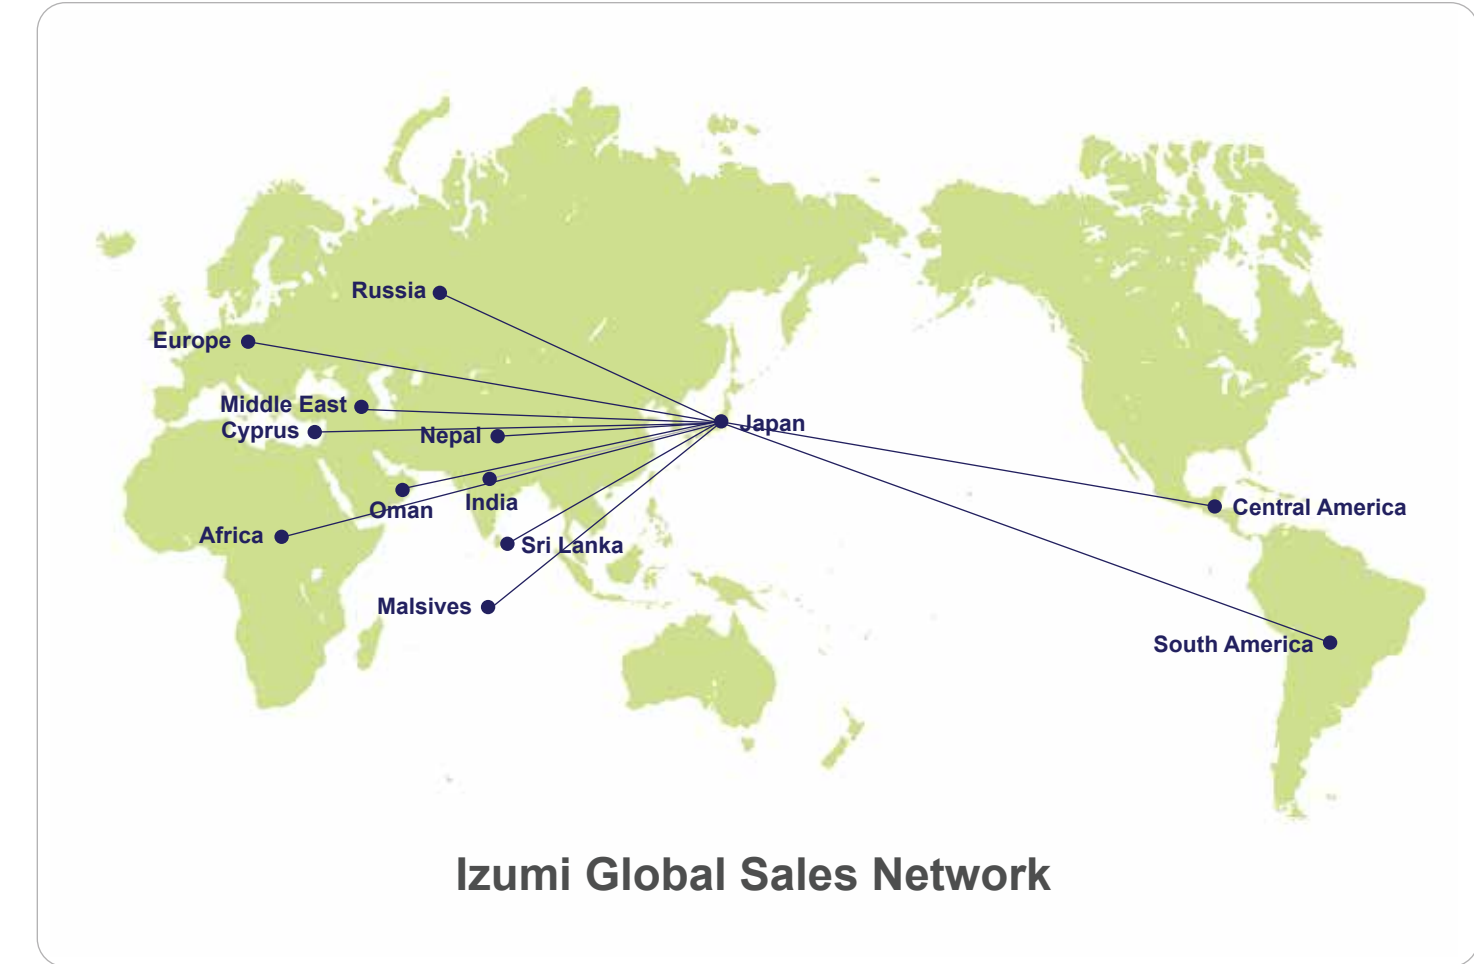 Russia
Europe
Middle East
Cyprus
Nepal
Japan
Oman
India
Central America
Africa
Sri Lanka
Malsives
South America
Izumi Global Sales Network